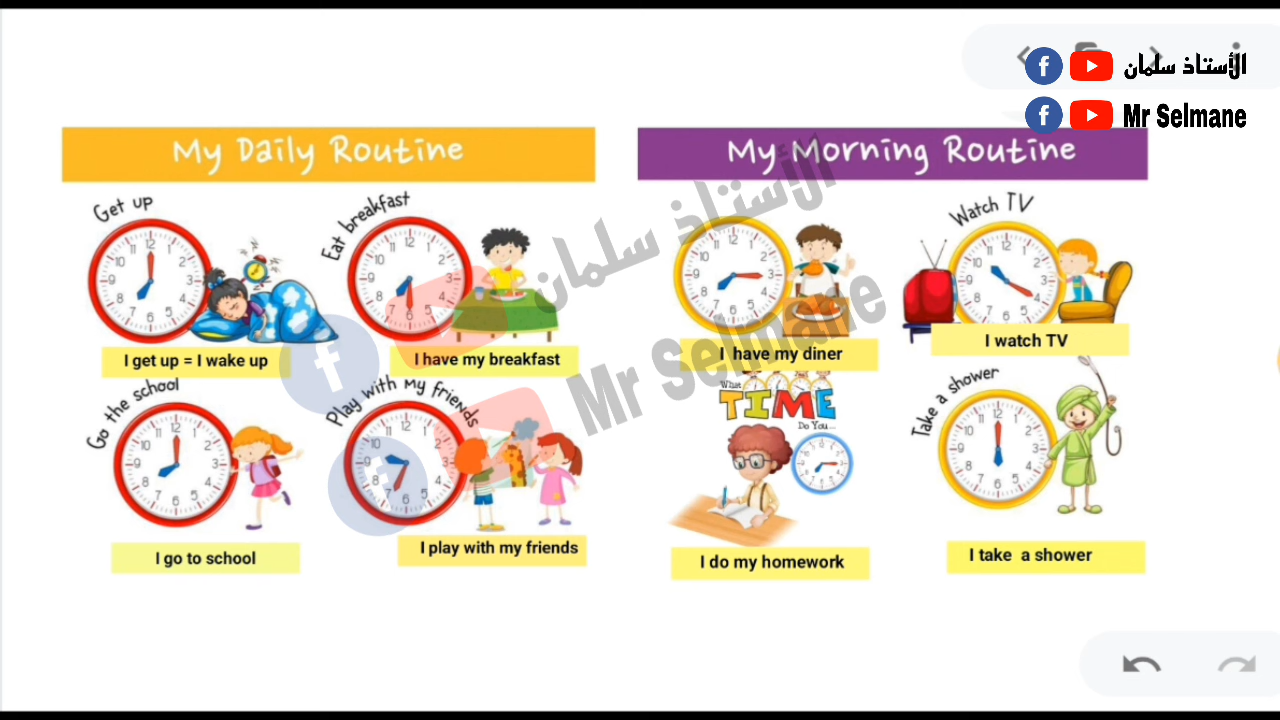 الأستاذ سلمان
Mr Selmane
My Daily Routine
My Morning Routine
Get up
Eat breakfast
I get up = I wake up
I have my breakfast
Go the school
Play with my friends
I go to school
I play with my friends
Watch TV
I have my diner
I watch TV
What
TIME
Do You...
Take a shower
I do my homework
I take a shower
الأستاذ سلمان
Mr Selmane